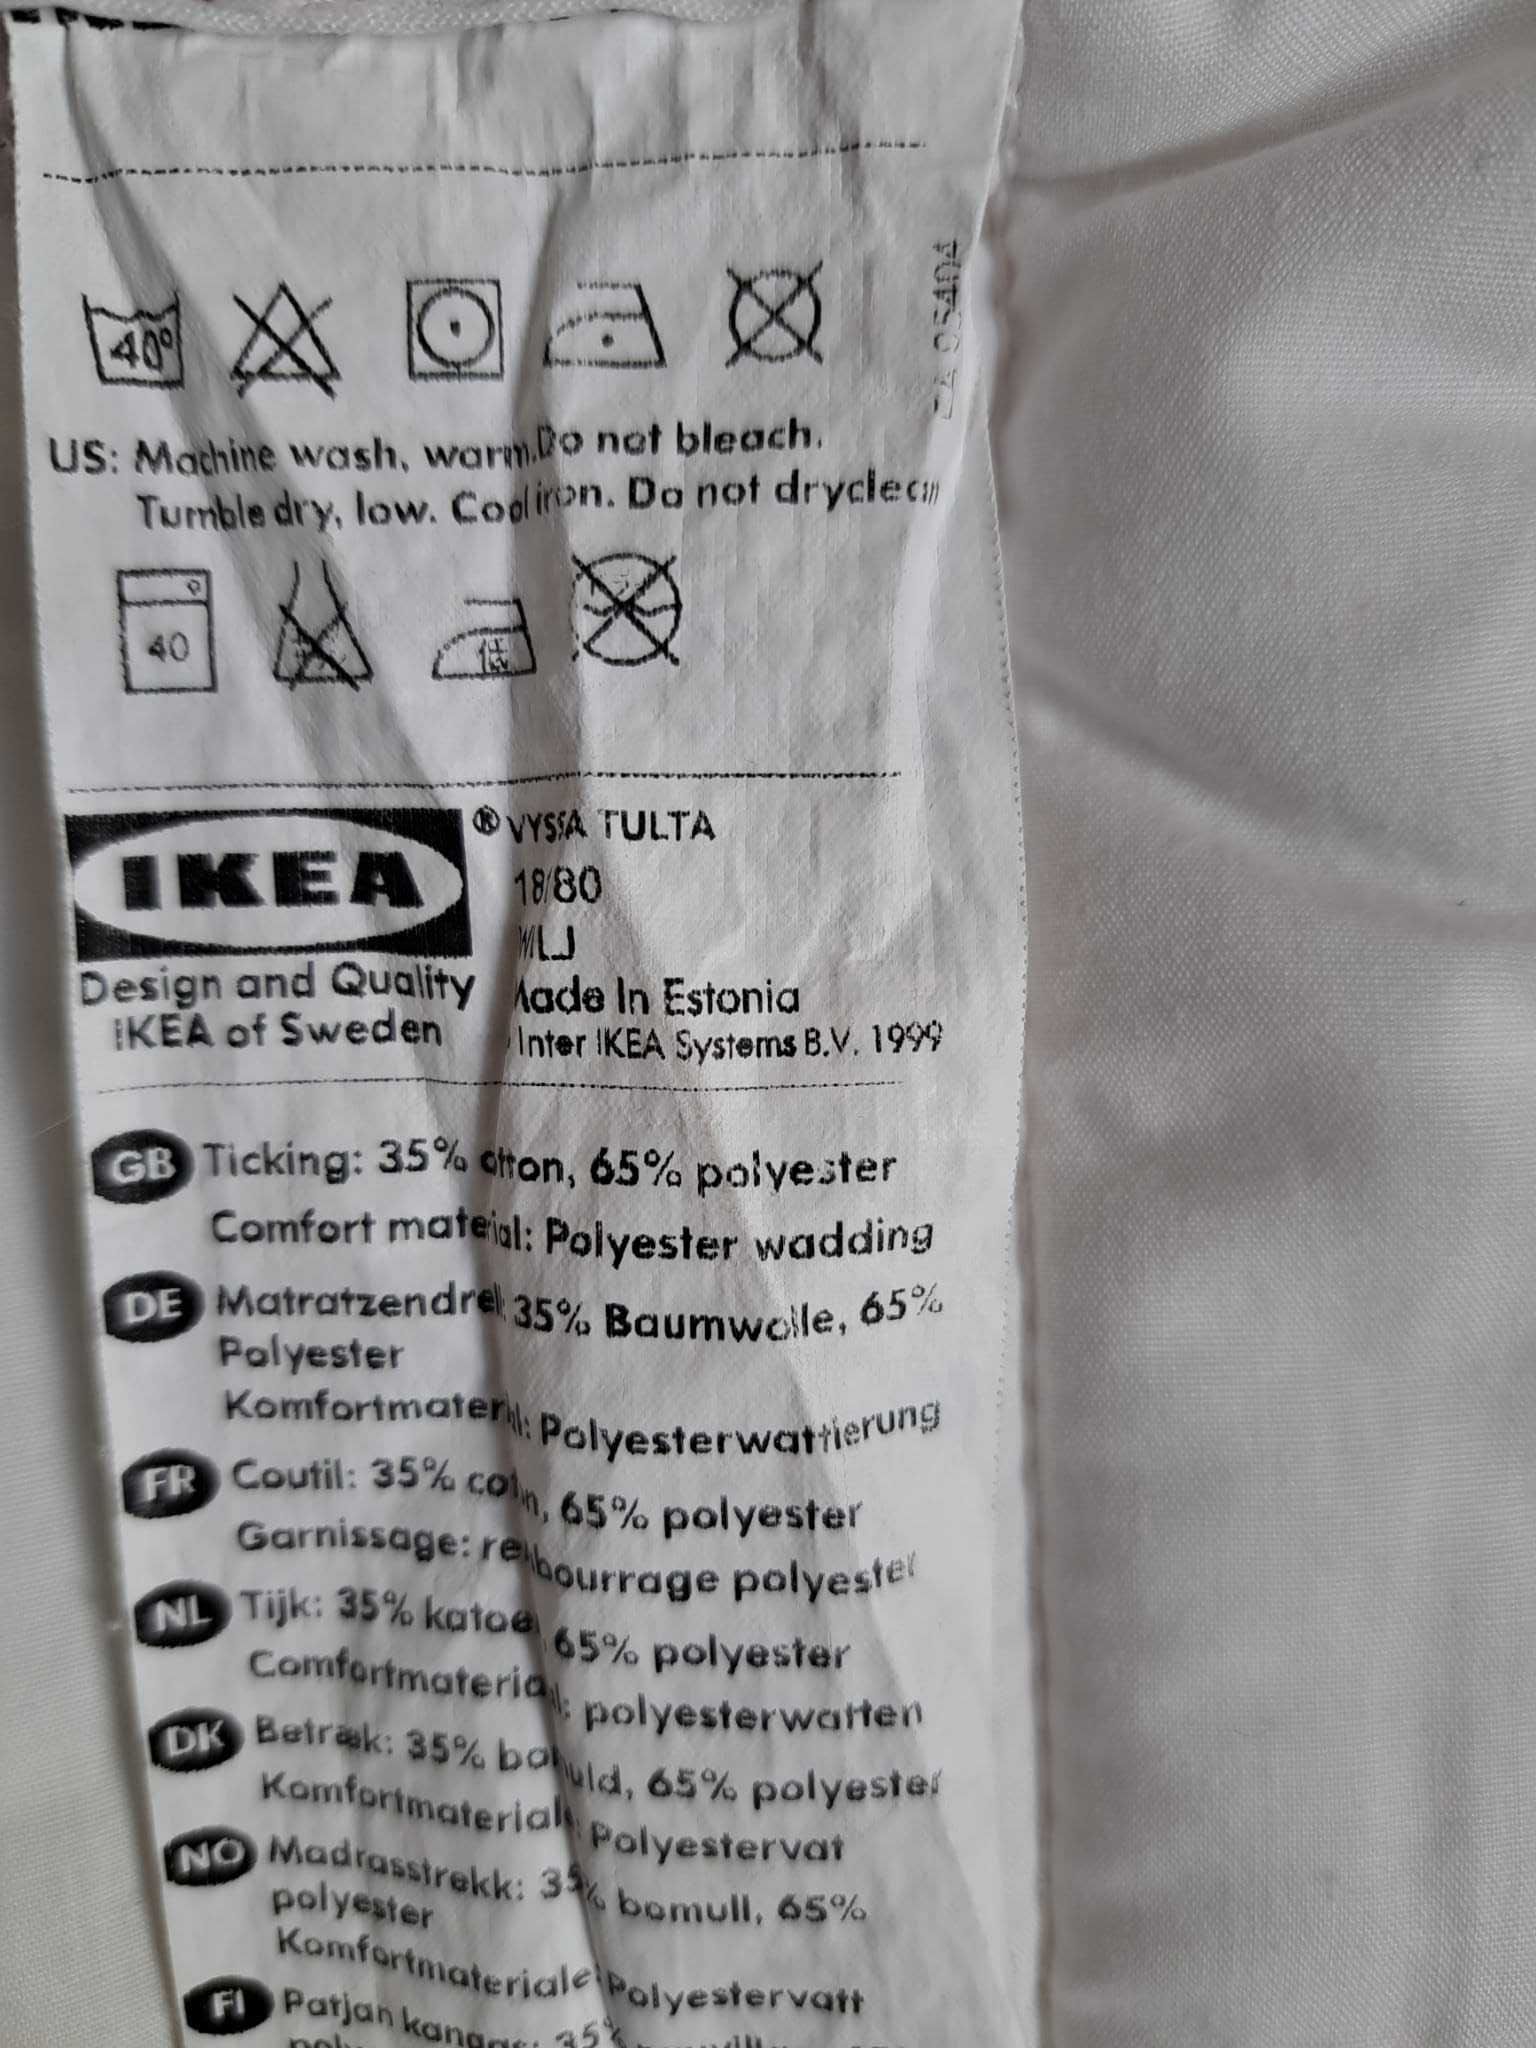 40°
US: Machine wash, warm. Do not bleach.
Tumble dry, low. Cool iron. Do not dryclean
40
低
IKEA ® VYSSA TULTA
18/80
Made In Estonia
Design and Quality
IKEA of Sweden
Inter IKEA Systems B.V. 1999
GB Ticking: 35% cotton, 65% polyester
Comfort material: Polyester wadding
DE Matratzendrell: 35% Baumwolle, 65%
Polyester
Komfortmaterial: Polyesterwattierung
FR Coutil: 35% coton, 65% polyester
Garnissage: rembourrage polyester
NL Tijk: 35% katoen, 65% polyester
Comfortmateriaal: polyesterwatten
DK Betræk: 35% bomuld, 65% polyester
Komfortmateriale: Polyestervat
NO Madrasstrekk: 35% bomull, 65%
polyester
Komfortmateriale: Polyestervatt
FI Patjan kangas: 35%